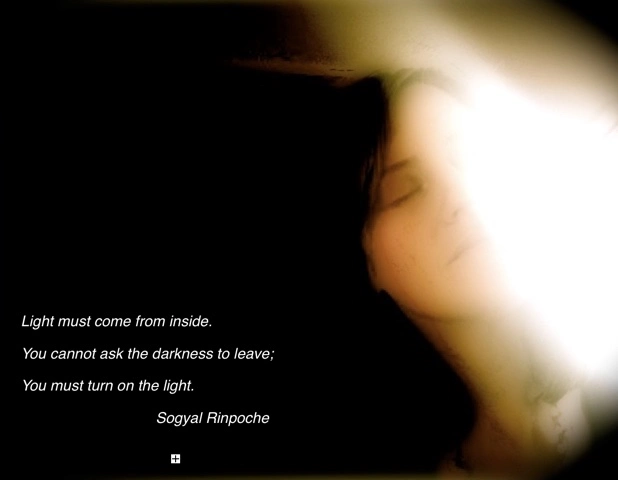 Light must come from inside.
You cannot ask the darkness to leave;
You must turn on the light.
Sogyal Rinpoche